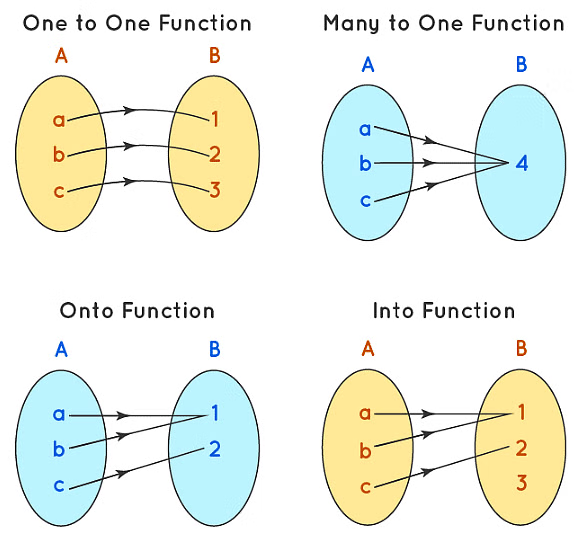 One to One Function
A B
a 1
b 2
c 3
Many to One Function
A B
a
b 4
c
Onto Function
A B
a 1
b 2
c
Into Function
A B
a 1
b 2
c 3